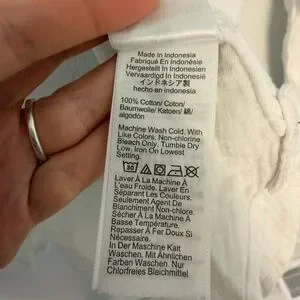 Made In Indonesia
Fabriqué En Indonésie
Hergestellt In Indonesien
Vervaardigd In Indonesië
インドネシア製
hecho en indonesia
100% Cotton/ Coton/
Baumwolle/ Katoen/ 綿/
algodón
Machine Wash Cold. With
Like Colors. Non-chlorine
Bleach Only. Tumble Dry
Low. Iron On Lowest
Setting.
30
Laver À La Machine À
L'eau Froide. Laver En
Séparant Les Couleurs.
Seulement Agent De
Blanchiment Non-chlore.
Sécher À La Machine À
Basse Température.
Repasser À Fer Doux Si
Nécessaire.
In Der Maschine Kalt
Waschen. Mit Ähnlichen
Farben Waschen. Nur
Chlorfreies Bleichmittel